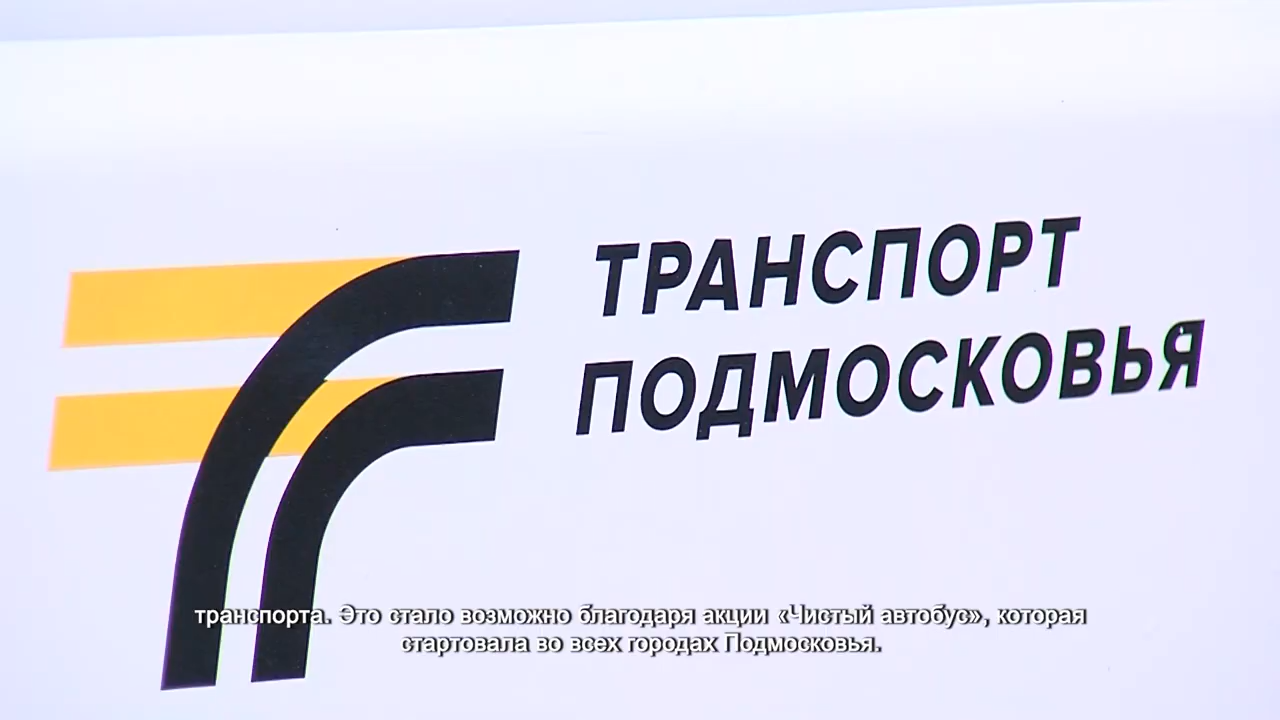 ТРАНСПОРТ
ПОДМОСКОВЬЯ
транспорта. Это стало возможно благодаря акции «Чистый автобус», которая
стартовала во всех городах Подмосковья.